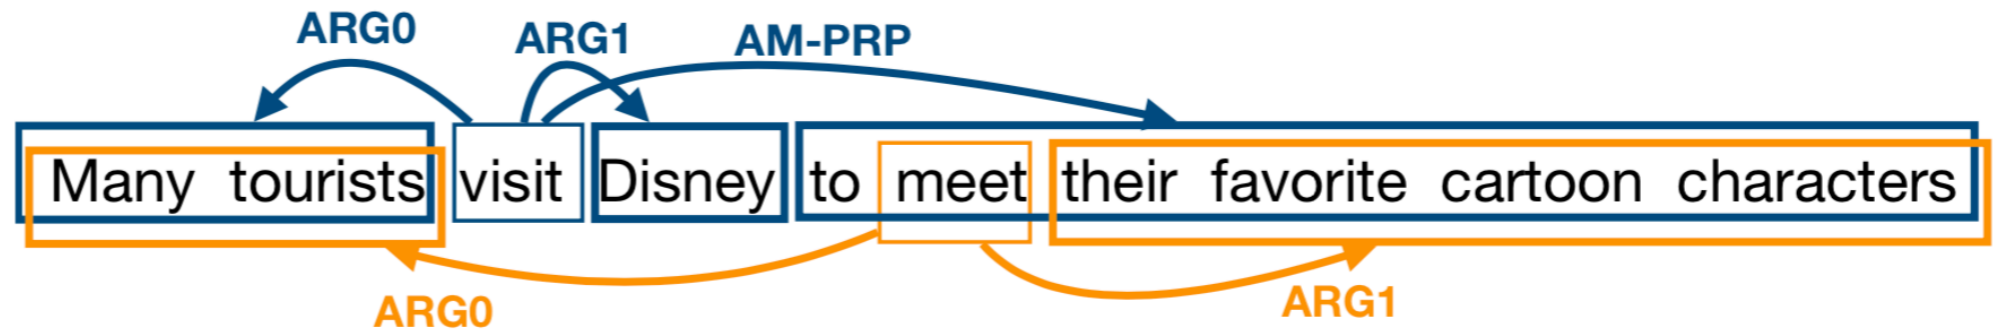 ARG0 ARG1 AM-PRP
Many tourists visit Disney to meet their favorite cartoon characters
ARG0 ARG1